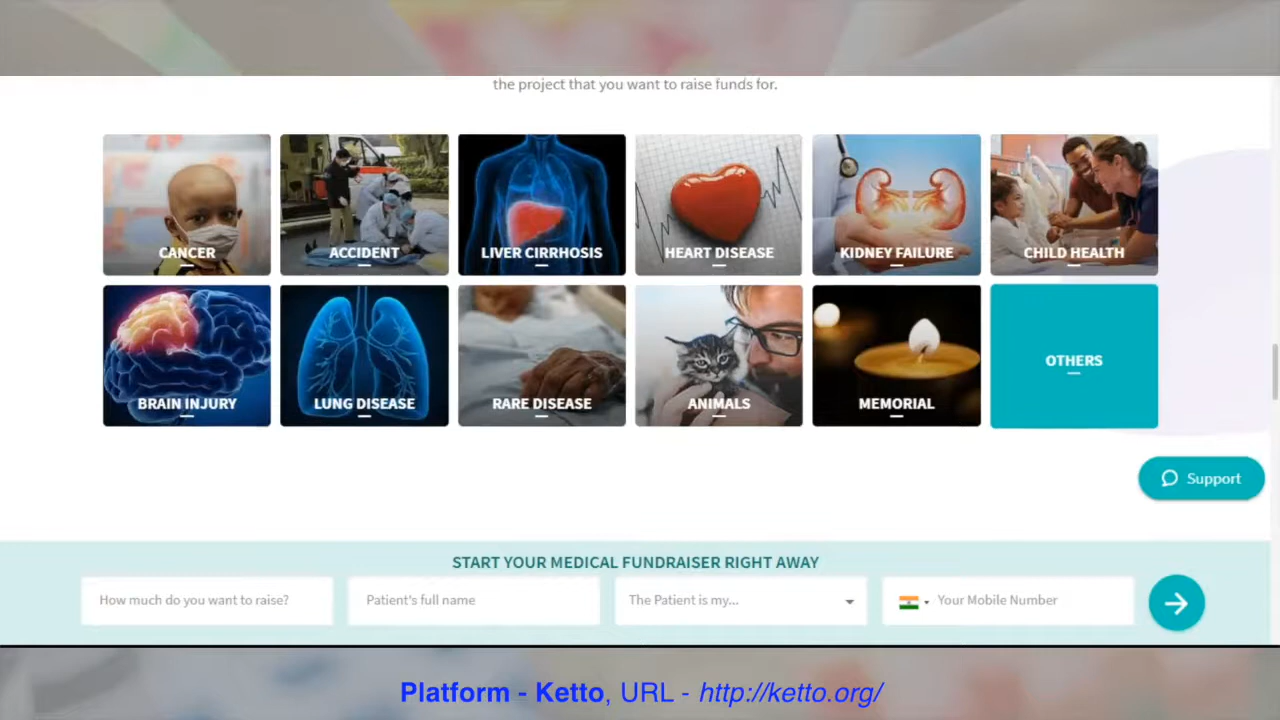 the project that you want to raise funds for.
CANCER
ACCIDENT
LIVER CIRRHOSIS
HEART DISEASE
KIDNEY FAILURE
CHILD HEALTH
BRAIN INJURY
LUNG DISEASE
RARE DISEASE
ANIMALS
MEMORIAL
OTHERS
Support
START YOUR MEDICAL FUNDRAISER RIGHT AWAY
How much do you want to raise?
Patient's full name
The Patient is my...
Your Mobile Number
Platform - Ketto, URL - http://ketto.org/